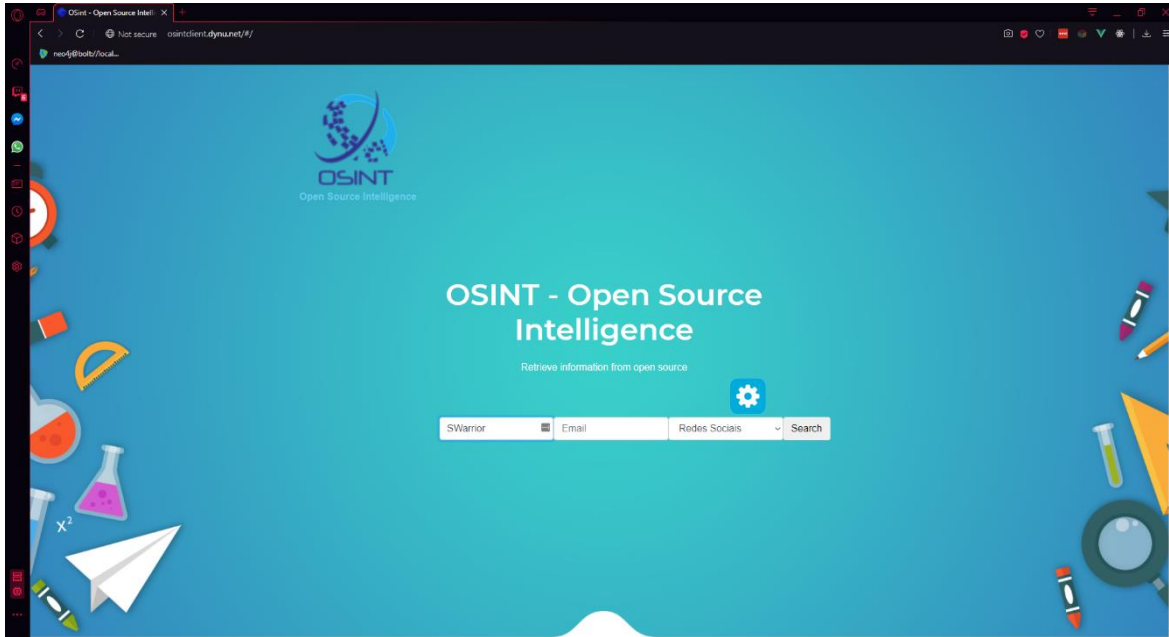 OSint - Open Source Intelli
Not secure osintclient.dynu.net/#/
neo4j@bolt://local...
OSINT
Open Source Intelligence
OSINT - Open Source
Intelligence
Retrieve information from open source
SWarrior Email Redes Sociais Search
x²